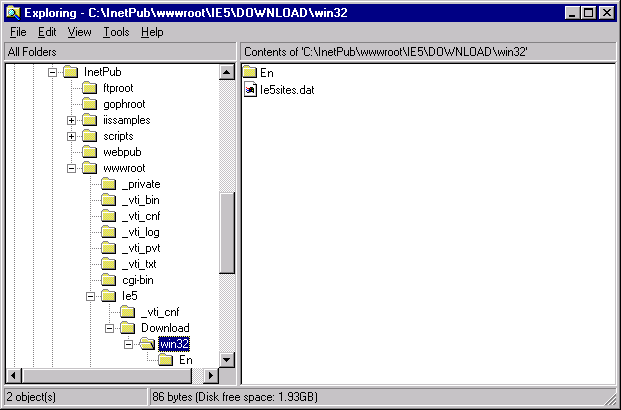 Exploring - C:\InetPub\wwwroot\IE5\DOWNLOAD\win32
File Edit View Tools Help
All Folders
Contents of 'C:\InetPub\wwwroot\IE5\DOWNLOAD\win32'
InetPub
ftproot
gophroot
iissamples
scripts
webpub
wwwroot
_private
_vti_bin
_vti_cnf
_vti_log
_vti_pvt
_vti_txt
cgi-bin
Ie5
_vti_cnf
Download
win32
En
En
Ie5sites.dat
2 object(s)
86 bytes (Disk free space: 1.93GB)